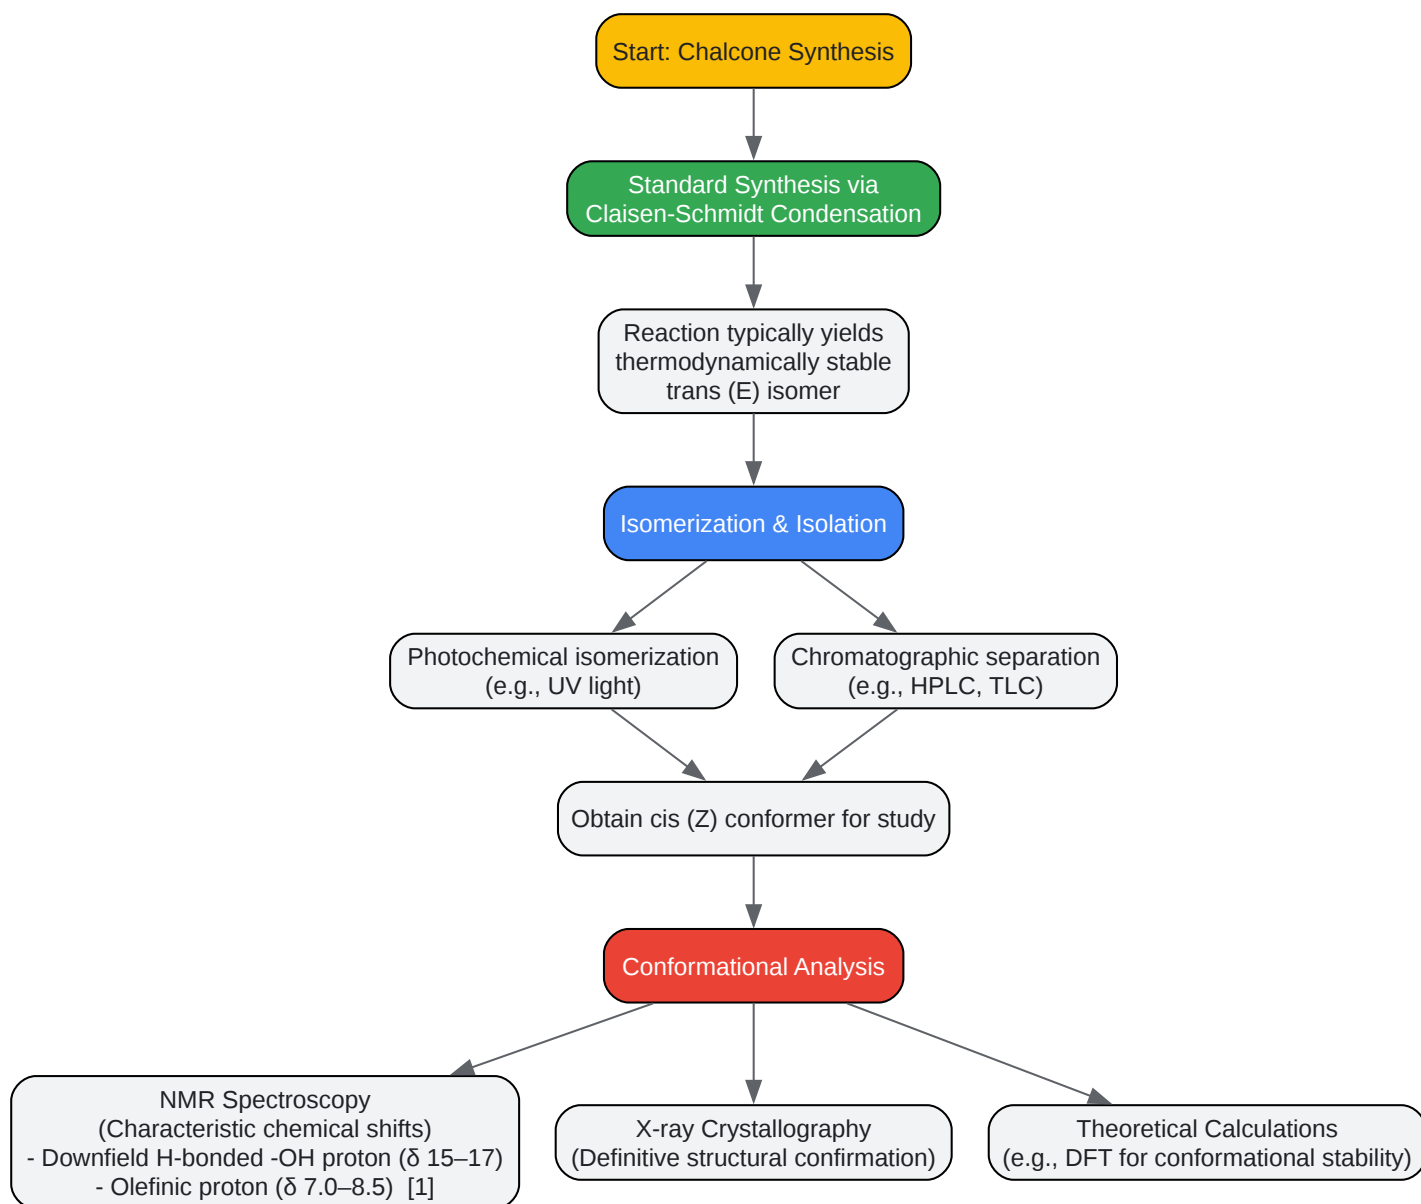 Start: Chalcone Synthesis
Standard Synthesis via
Claisen-Schmidt Condensation
Reaction typically yields
thermodynamically stable
trans (E) isomer
Isomerization & Isolation
Photochemical isomerization
(e.g., UV light)
Chromatographic separation
(e.g., HPLC, TLC)
Obtain cis (Z) conformer for study
Conformational Analysis
NMR Spectroscopy
(Characteristic chemical shifts)
- Downfield H-bonded -OH proton (δ 15–17)
- Olefinic proton (δ 7.0–8.5)  [1]
X-ray Crystallography
(Definitive structural confirmation)
Theoretical Calculations
(e.g., DFT for conformational stability)